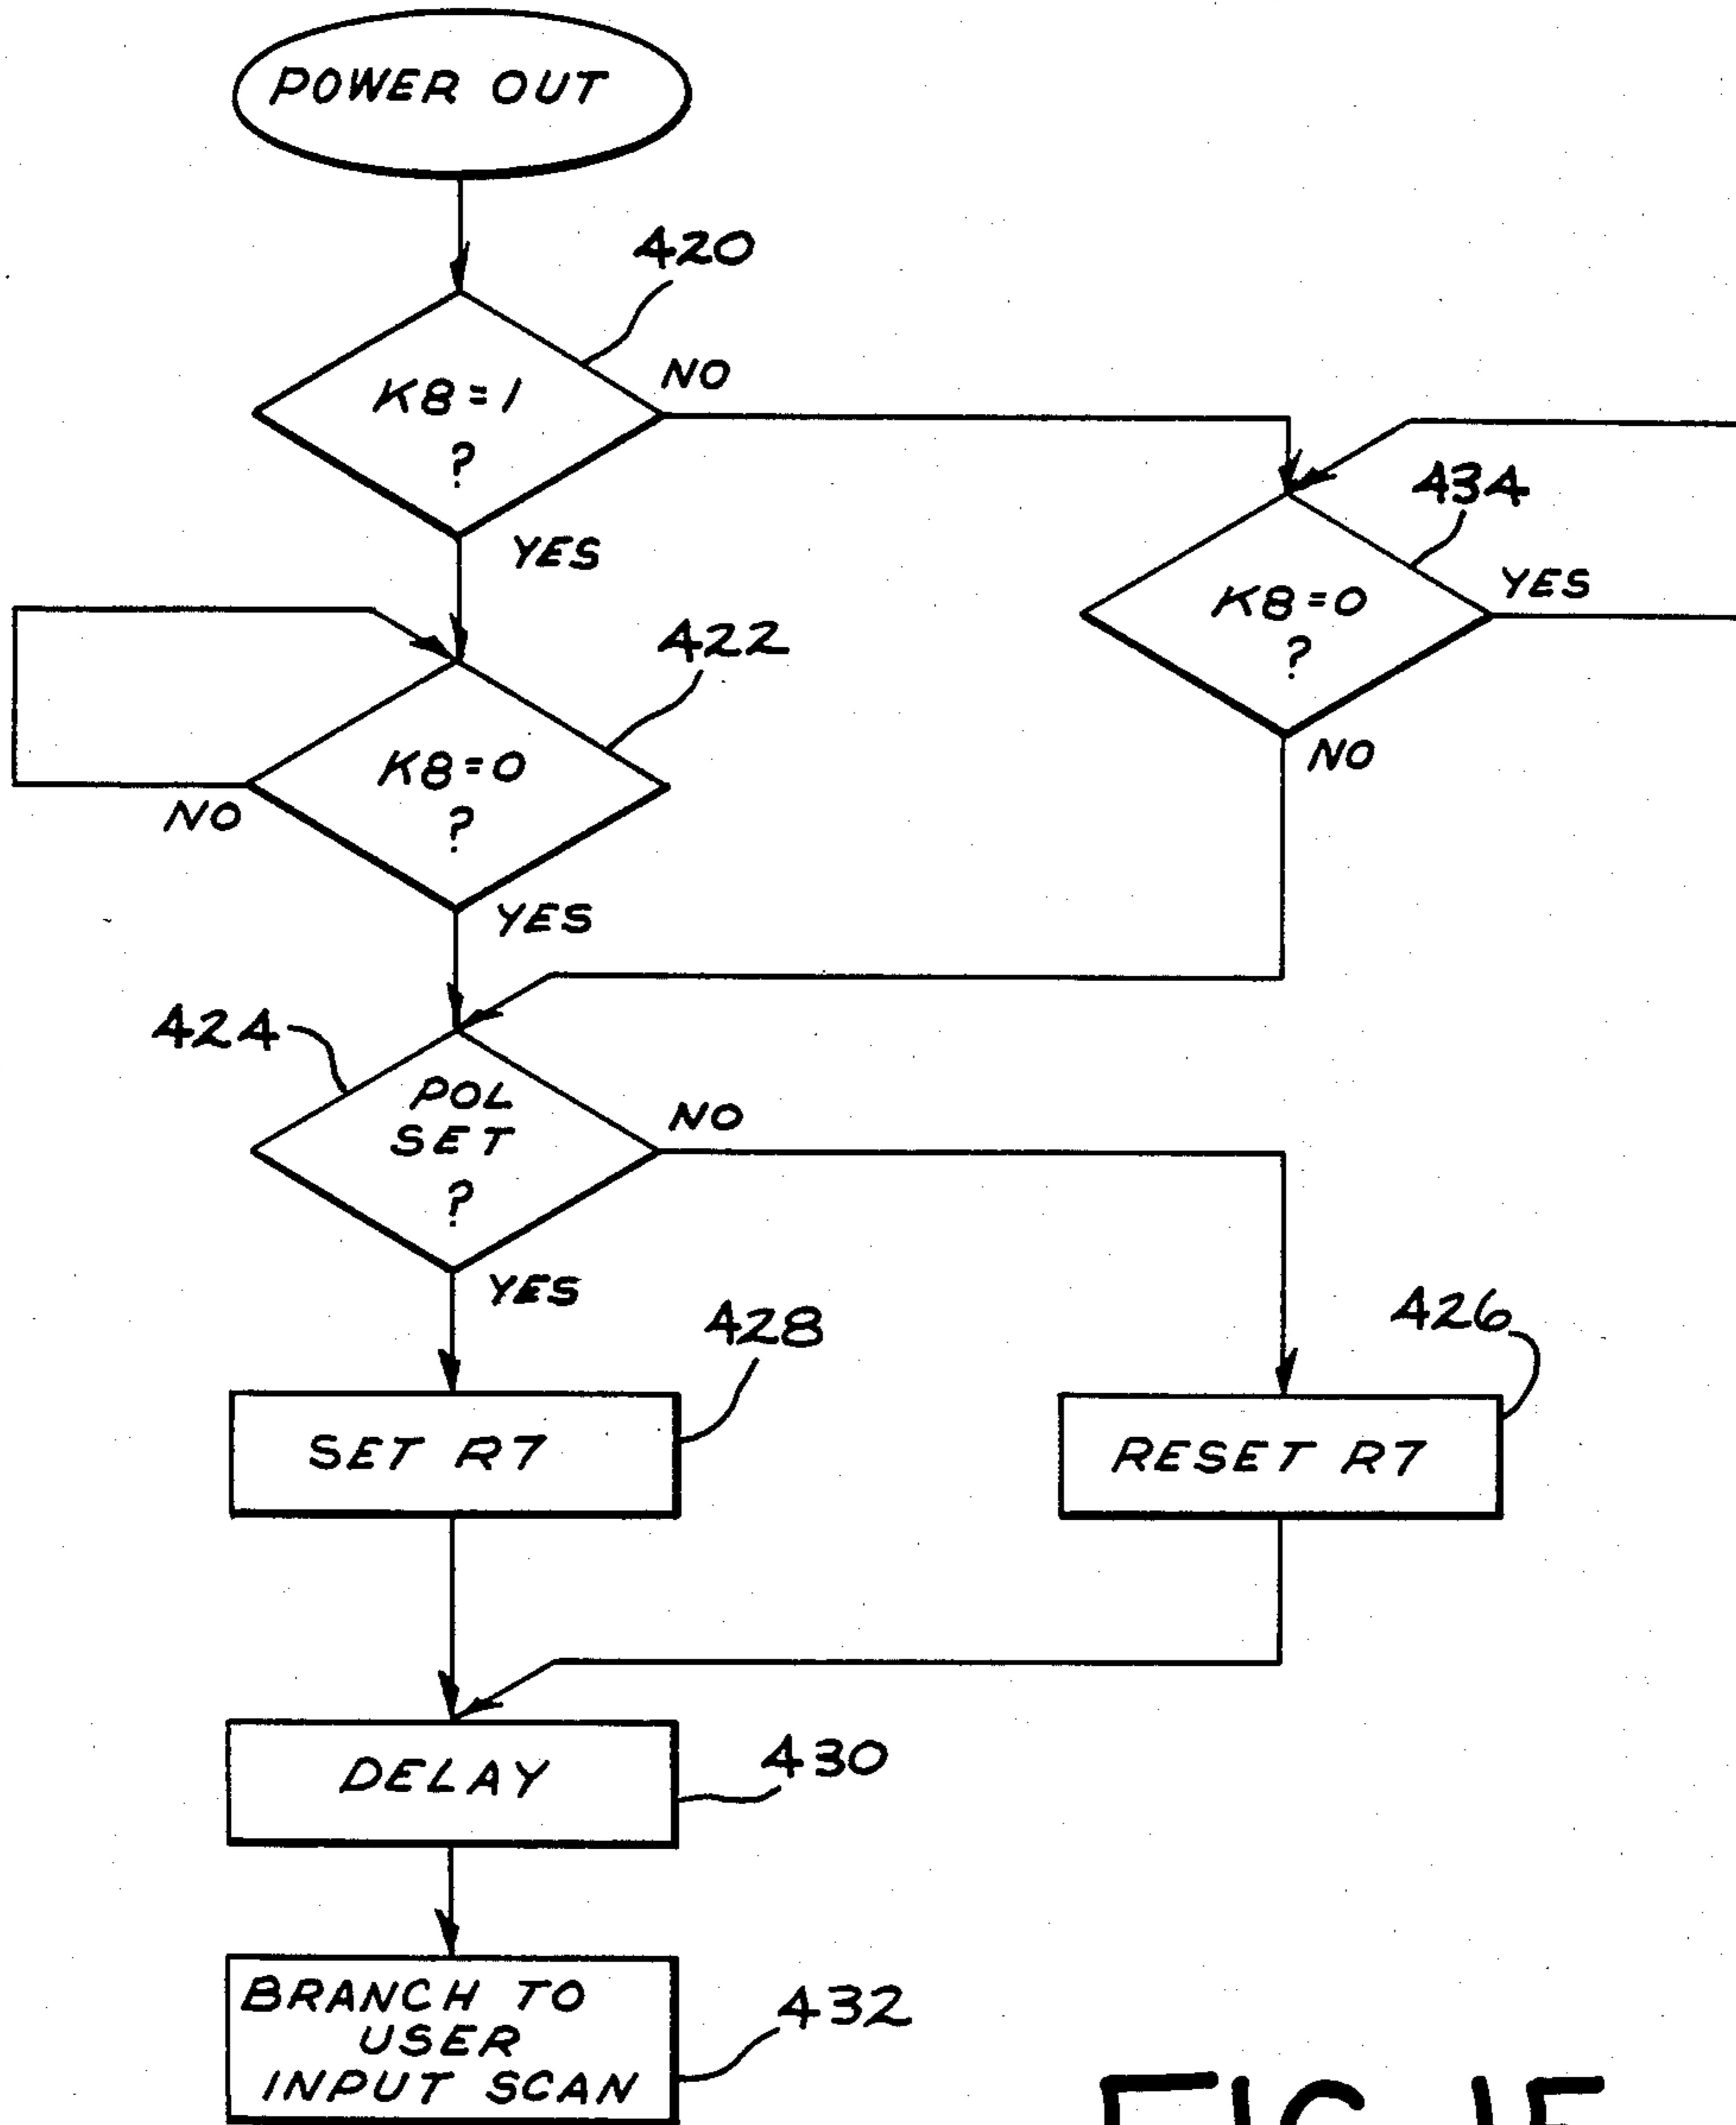 POWER OUT
420
K8=1
?
NO
YES
434
K8=0
?
YES
NO
422
K8=0
?
NO
YES
424
POL
SET
?
NO
YES
428
SET R7
426
RESET R7
430
DELAY
432
BRANCH TO
USER
INPUT SCAN